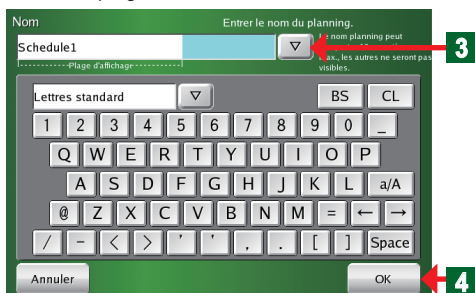 Nom
Entrer le nom du planning.
Schedule1
▽
Le nom planning peut
max., les autres ne seront pas
visibles.
3
Plage d'affichage
Lettres standard ▽ BS CL
1 2 3 4 5 6 7 8 9 0 _
Q W E R T Y U I O P
A S D F G H J K L a/A
@ Z X C V B N M = ← →
/ - < > ' ' , . [ ] Space
Annuler OK
4